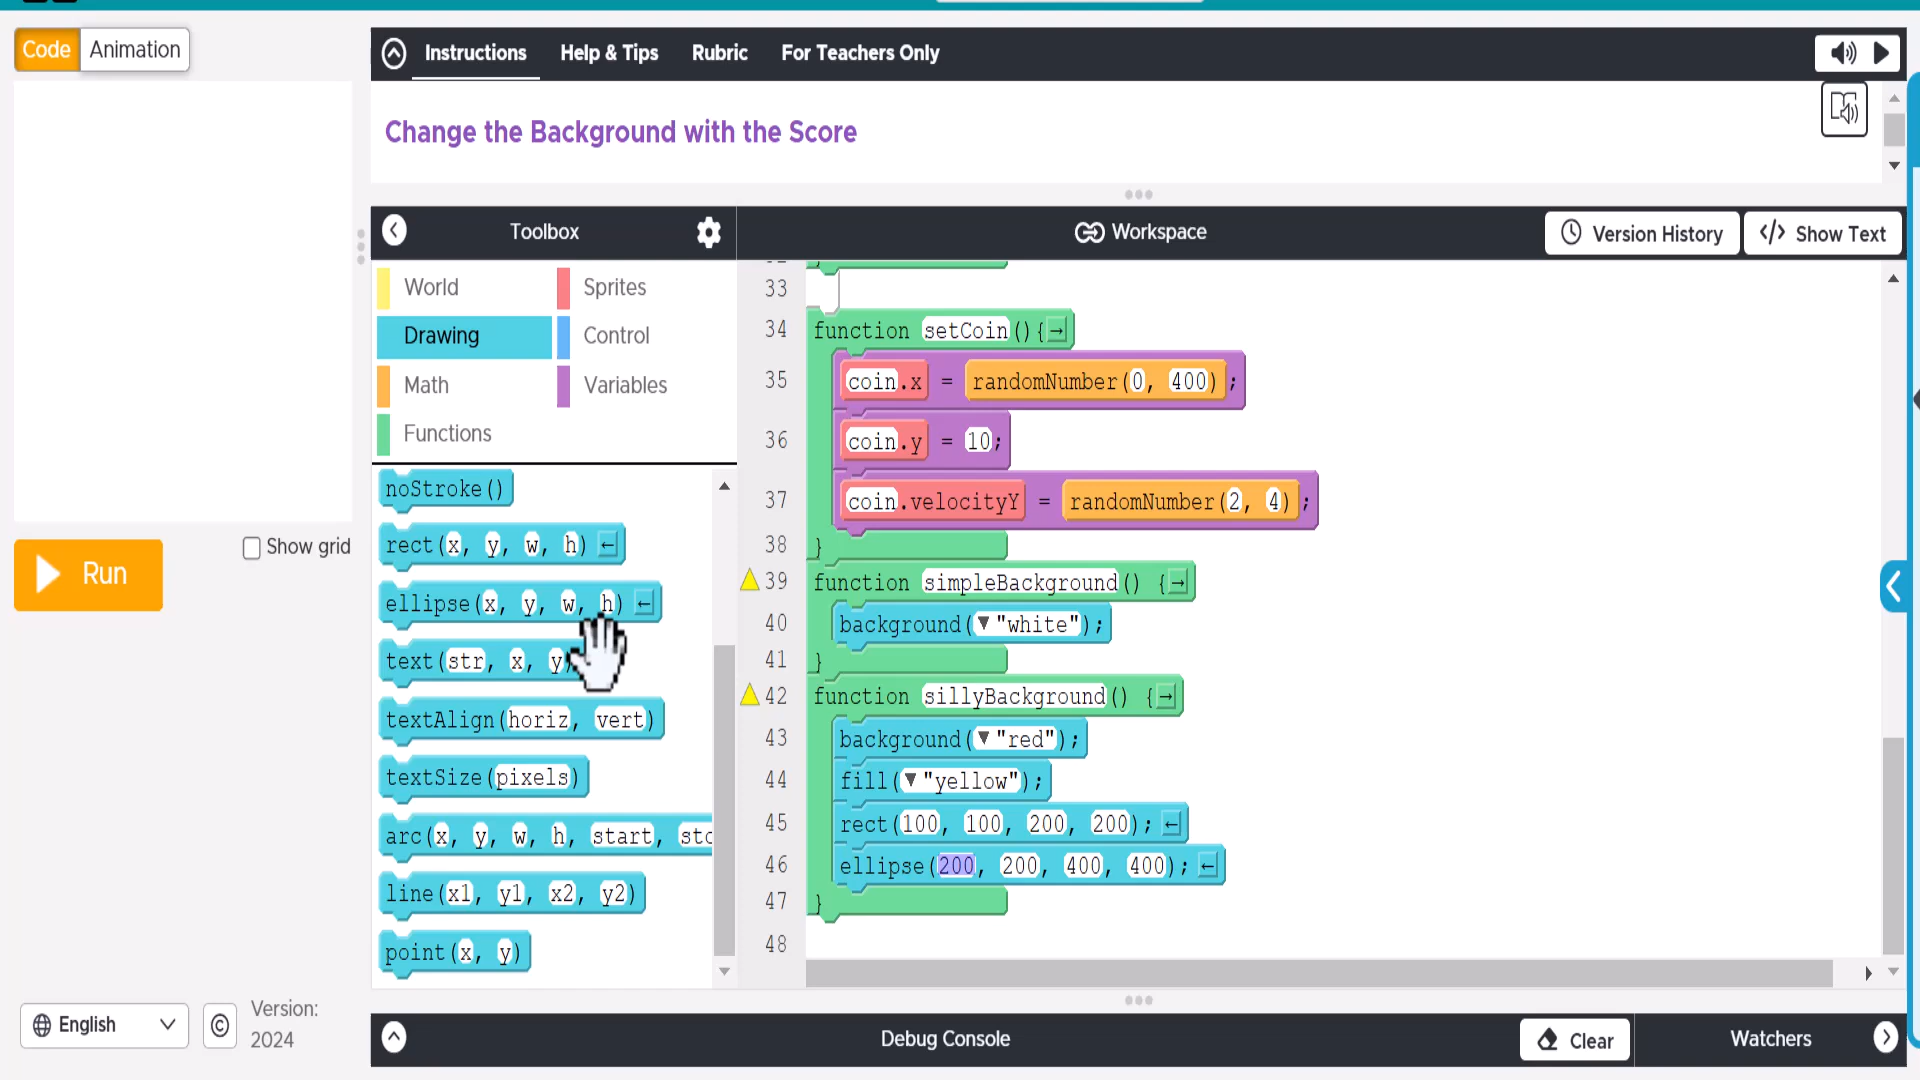 Code Animation
Instructions Help & Tips Rubric For Teachers Only
Change the Background with the Score
Toolbox
Workspace
Version History
</> Show Text
World Sprites
Drawing Control
Math Variables
Functions
noStroke()
rect(x, y, w, h)
ellipse(x, y, w, h)
text(str, x, y)
textAlign(horiz, vert)
textSize(pixels)
arc(x, y, w, h, start,
line(x1, y1, x2, y2)
point(x, y)
33
34 function setCoin(){
35 coin.x = randomNumber(0, 400);
36 coin.y = 10;
37 coin.velocityY = randomNumber(2, 4);
38 }
39 function simpleBackground() {
40 background("white");
41 }
42 function sillyBackground() {
43 background("red");
44 fill("yellow");
45 rect(100, 100, 200, 200);
46 ellipse(200, 200, 400, 400);
47 }
48
Run
Show grid
English
©
Version:
2024
Debug Console
Clear
Watchers